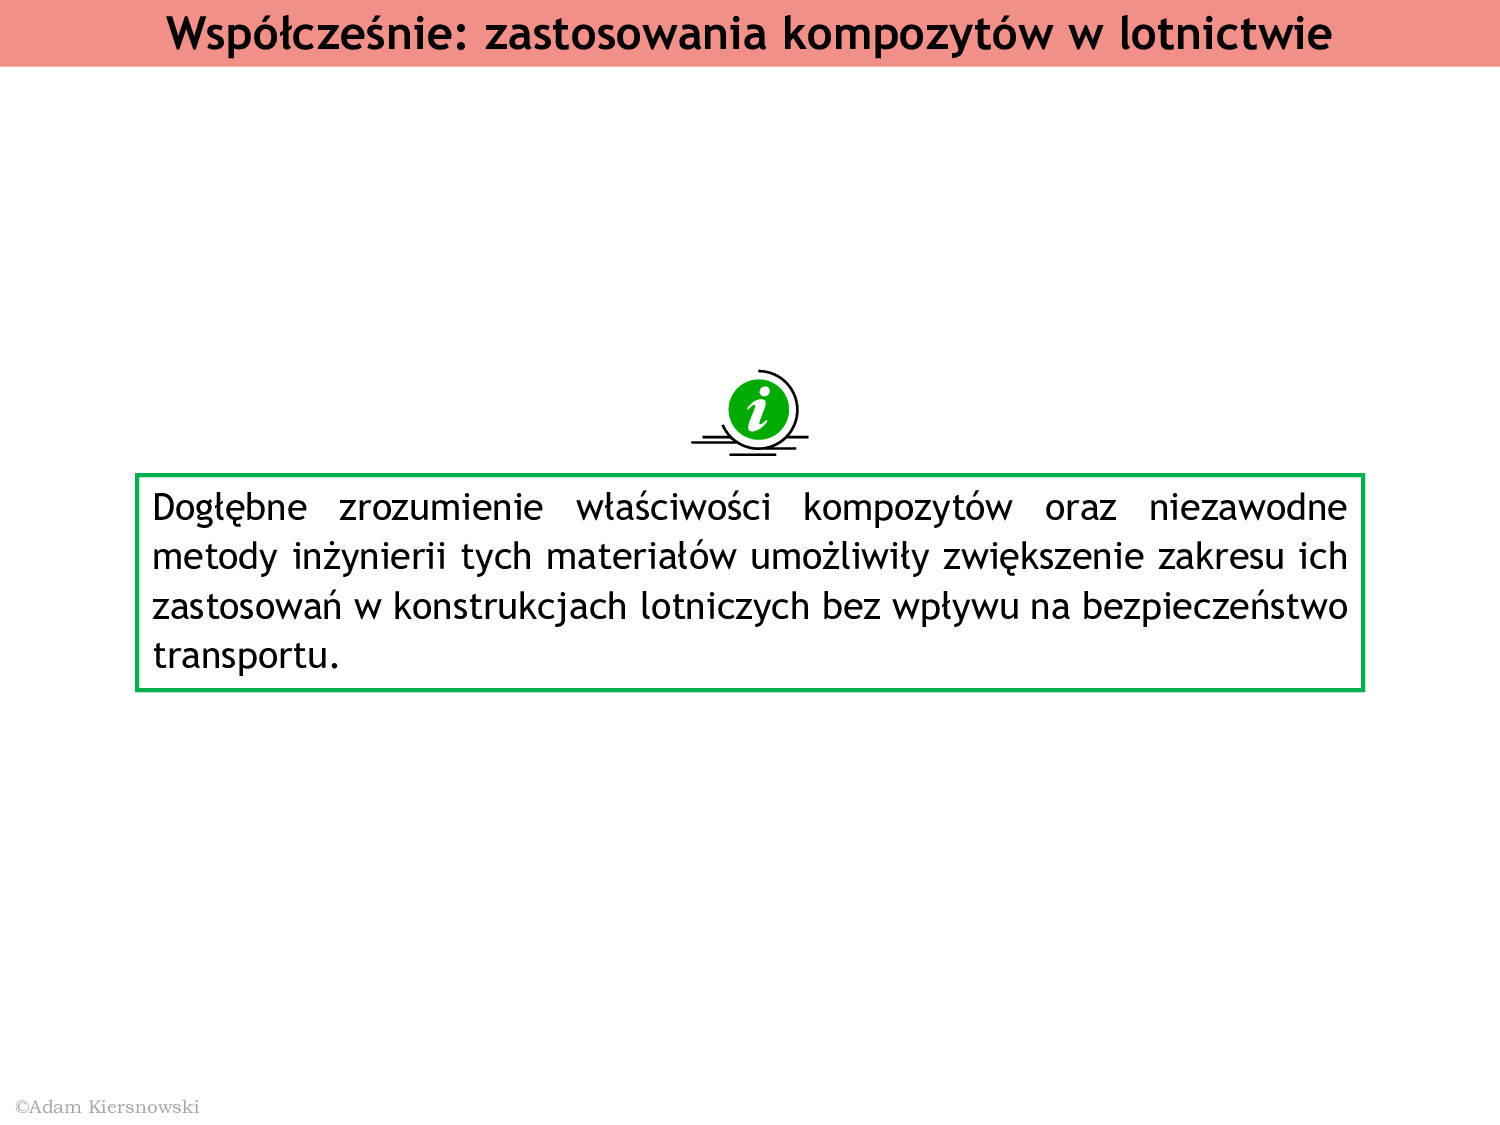 Współcześnie: zastosowania kompozytów w lotnictwie
i
Dogłębne zrozumienie właściwości kompozytów oraz niezawodne
metody inżynierii tych materiałów umożliwiły zwiększenie zakresu ich
zastosowań w konstrukcjach lotniczych bez wpływu na bezpieczeństwo
transportu.
©Adam Kiersnowski